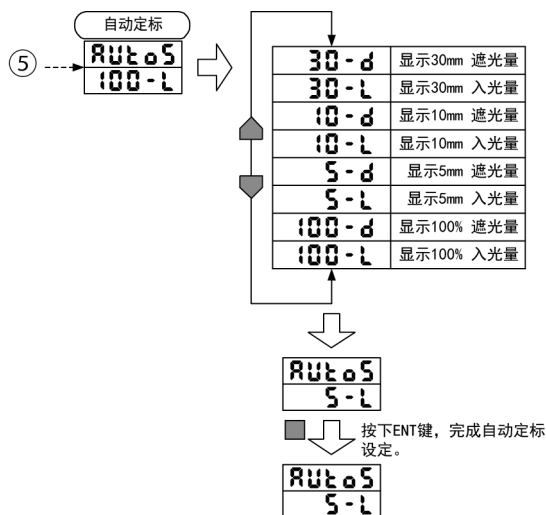 自动定标
⑤
AUtoS
100-L
30-d 显示30mm 遮光量
30-L 显示30mm 入光量
10-d 显示10mm 遮光量
10-L 显示10mm 入光量
5-d 显示5mm 遮光量
5-L 显示5mm 入光量
100-d 显示100% 遮光量
100-L 显示100% 入光量
AUtoS
5-L
按下ENT键，完成自动定标
设定。
AUtoS
5-L